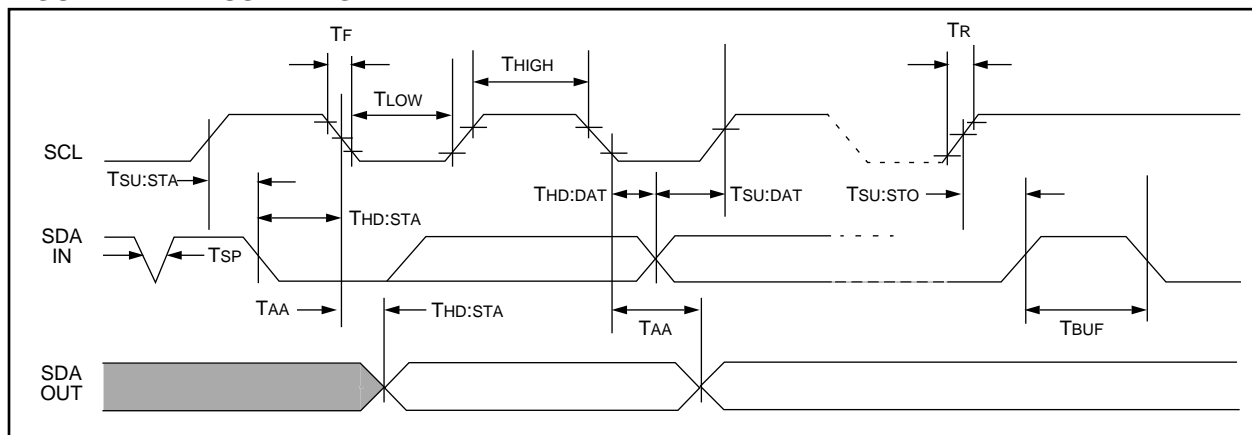 TF
TR
THIGH
TLOW
SCL
TSU:STA
THD:DAT
TSU:DAT
TSU:STO
THD:STA
SDA
IN
TSP
TAA
THD:STA
TAA
TBUF
SDA
OUT